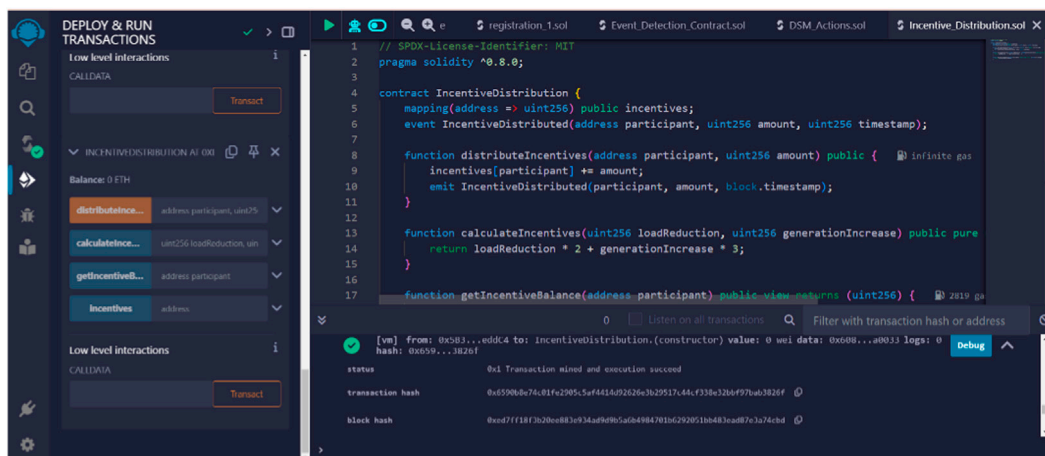 DEPLOY & RUN
TRANSACTIONS
Low level interactions
CALLDATA
Transact
INCENTIVEDISTRIBUTION AT 0X
Balance: 0 ETH
distributeInce... address participant, uint25
calculateInce... uint256 loadReduction, uin
getIncentiveB... address participant
incentives address
Low level interactions
CALLDATA
Transact
e registration_1.sol Event_Detection_Contract.sol DSM_Actions.sol Incentive_Distribution.sol
1 // SPDX-License-Identifier: MIT
2 pragma solidity ^0.8.0;
3
4 contract IncentiveDistribution {
5 mapping(address => uint256) public incentives;
6 event IncentiveDistributed(address participant, uint256 amount, uint256 timestamp);
7
8 function distributeIncentives(address participant, uint256 amount) public { infinite gas
9 incentives[participant] += amount;
10 emit IncentiveDistributed(participant, amount, block.timestamp);
11 }
12
13 function calculateIncentives(uint256 loadReduction, uint256 generationIncrease) public pure
14 return loadReduction * 2 + generationIncrease * 3;
15 }
16
17 function getIncentiveBalance(address participant) public view returns (uint256) { 2819 ga
0 Listen on all transactions Filter with transaction hash or address
[vm] from: 0x5B3...eddC4 to: IncentiveDistribution.(constructor) value: 0 wei data: 0x608...a0033 logs: 0
hash: 0x659...3826f
Debug
status 0x1 Transaction mined and execution succeed
transaction hash
block hash
>